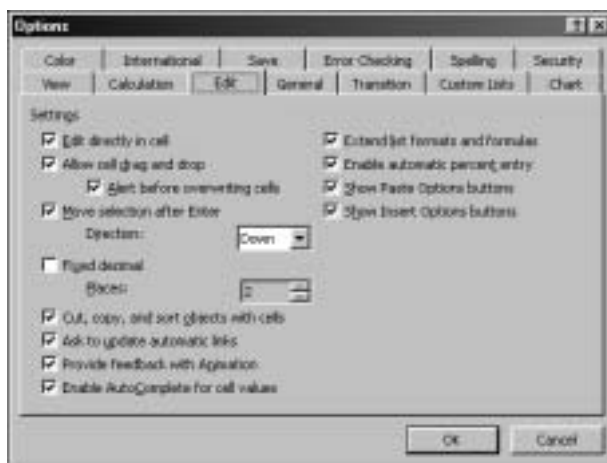 Options
Color International Save Error Checking Spelling Security
View Calculation Edit General Transition Custom Lists Chart
Settings
Edit directly in cell
Allow cell drag and drop
Alert before overwriting cells
Move selection after Enter
Direction: Down
Fixed decimal
Places: 2
Cut, copy, and sort objects with cells
Ask to update automatic links
Provide feedback with Animation
Enable AutoComplete for cell values
Extend list formats and formulas
Enable automatic percent entry
Show Paste Options buttons
Show Insert Options buttons
OK Cancel